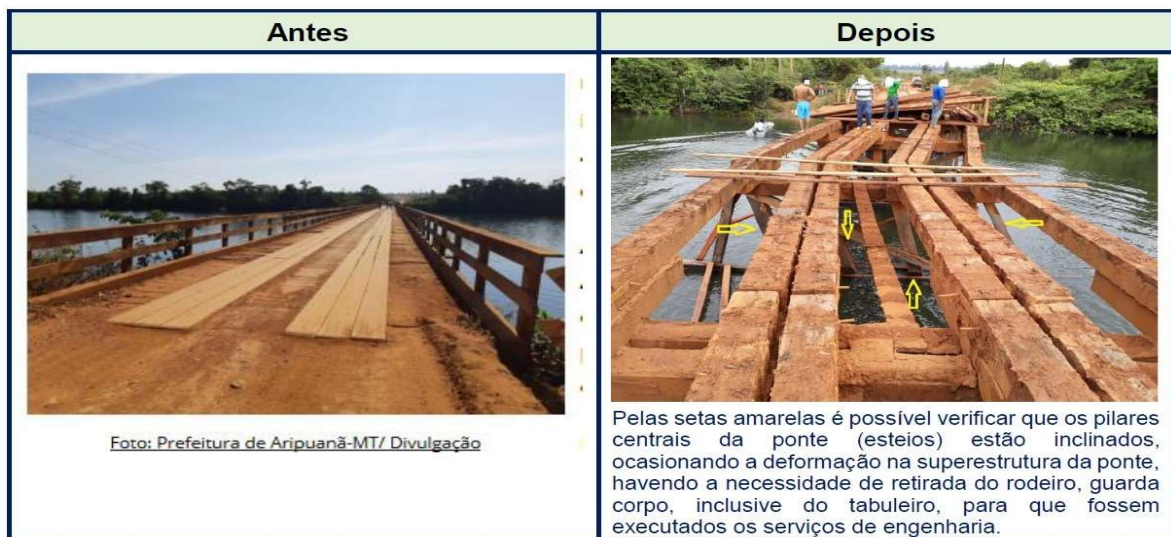 Antes
Depois
Foto: Prefeitura de Aripuanã-MT/ Divulgação
Pelas setas amarelas é possível verificar que os pilares
centrais da ponte (esteios) estão inclinados,
ocasionando a deformação na superestrutura da ponte,
havendo a necessidade de retirada do rodeiro, guarda
corpo, inclusive do tabuleiro, para que fossem
executados os serviços de engenharia.